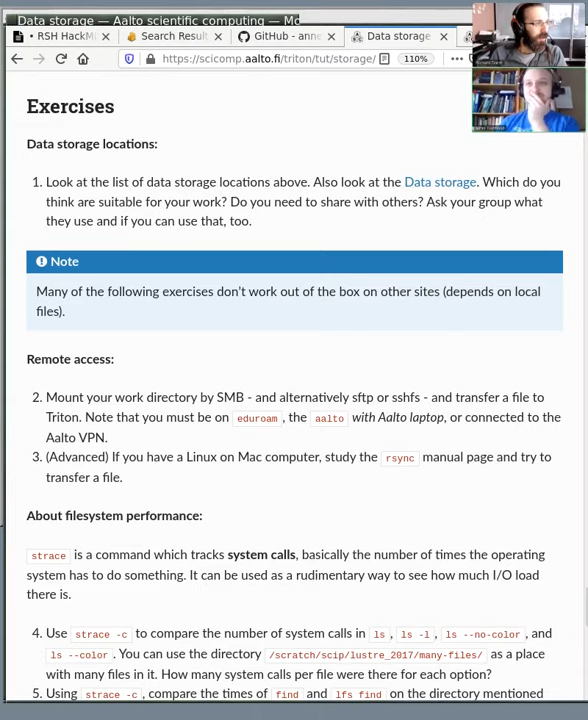 Data storage — Aalto scientific computing — Mo
• RSH HackM
Search Result
GitHub - anne
Data storage
https://scicomp.aalto.fi/triton/tut/storage/
110%
Exercises
Data storage locations:
1. Look at the list of data storage locations above. Also look at the Data storage. Which do you
think are suitable for your work? Do you need to share with others? Ask your group what
they use and if you can use that, too.
Note
Many of the following exercises don't work out of the box on other sites (depends on local
files).
Remote access:
2. Mount your work directory by SMB - and alternatively sftp or sshfs - and transfer a file to
Triton. Note that you must be on eduroam, the aalto with Aalto laptop, or connected to the
Aalto VPN.
3. (Advanced) If you have a Linux on Mac computer, study the rsync manual page and try to
transfer a file.
About filesystem performance:
strace is a command which tracks system calls, basically the number of times the operating
system has to do something. It can be used as a rudimentary way to see how much I/O load
there is.
4. Use strace -c to compare the number of system calls in ls, ls -l, ls --no-color, and
ls --color. You can use the directory /scratch/scip/lustre_2017/many-files/ as a place
with many files in it. How many system calls per file were there for each option?
5. Using strace -c, compare the times of find and lfs find on the directory mentioned